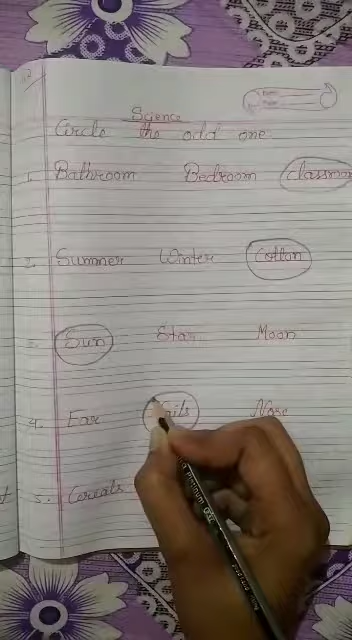 Science
Circle the odd one
1. Bathroom Bedroom Classroom
2. Summer Winter Cotton
3. Sun Star Moon
4. Ear Nails Nose
5. Cereals